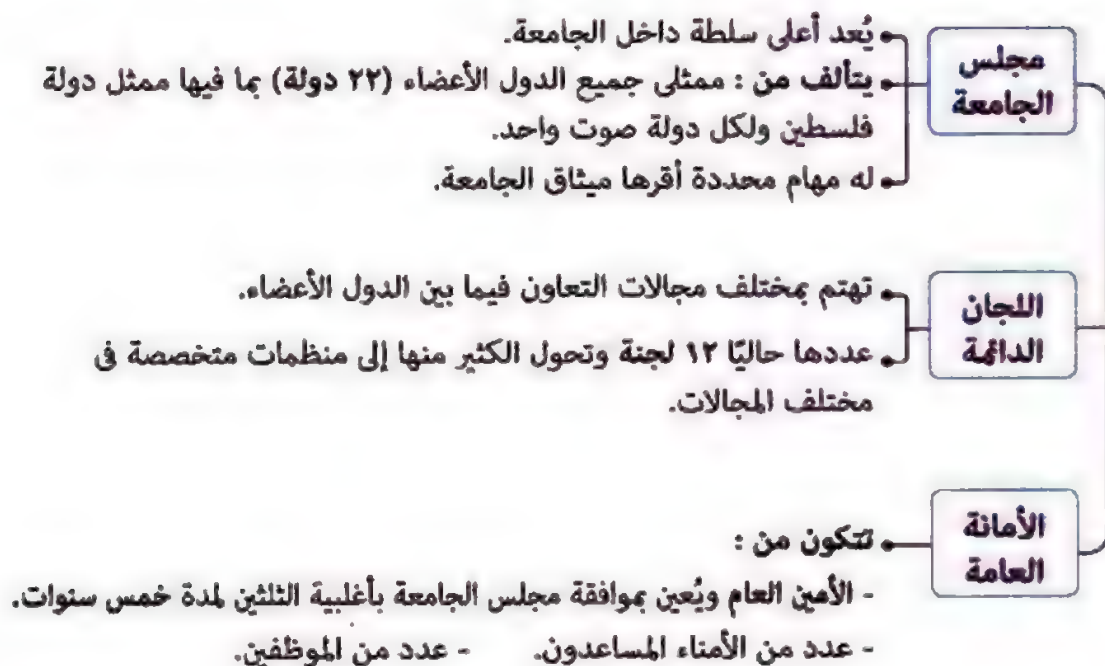 مجلس
الجامعة
يُعد أعلى سلطة داخل الجامعة.
يتألف من : ممثلى جميع الدول الأعضاء (٢٢ دولة) بما فيها ممثل دولة
فلسطين ولكل دولة صوت واحد.
له مهام محددة أقرها ميثاق الجامعة.
اللجان
الدائمة
تهتم بمختلف مجالات التعاون فيما بين الدول الأعضاء.
عددها حاليًا ١٢ لجنة وتحول الكثير منها إلى منظمات متخصصة فى
مختلف المجالات.
الأمانة
العامة
تتكون من :
- الأمين العام ويُعين بموافقة مجلس الجامعة بأغلبية الثلثين لمدة خمس سنوات.
- عدد من الأمناء المساعدون. - عدد من الموظفين.